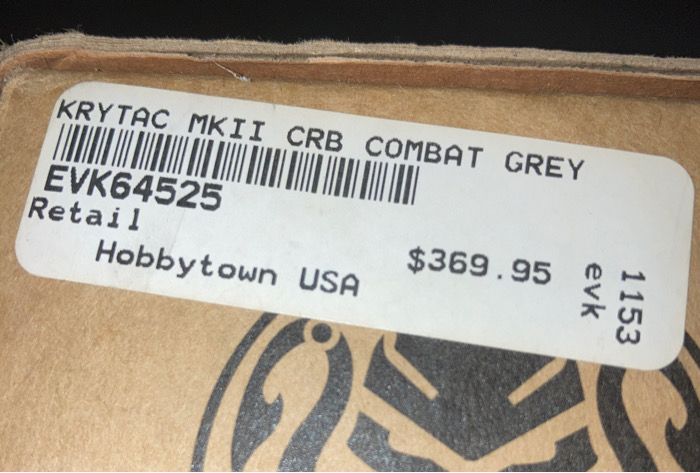 KRYTAC MKII CRB COMBAT GREY
EVK64525
Retail
Hobbytown USA
$369.95
evk
1153